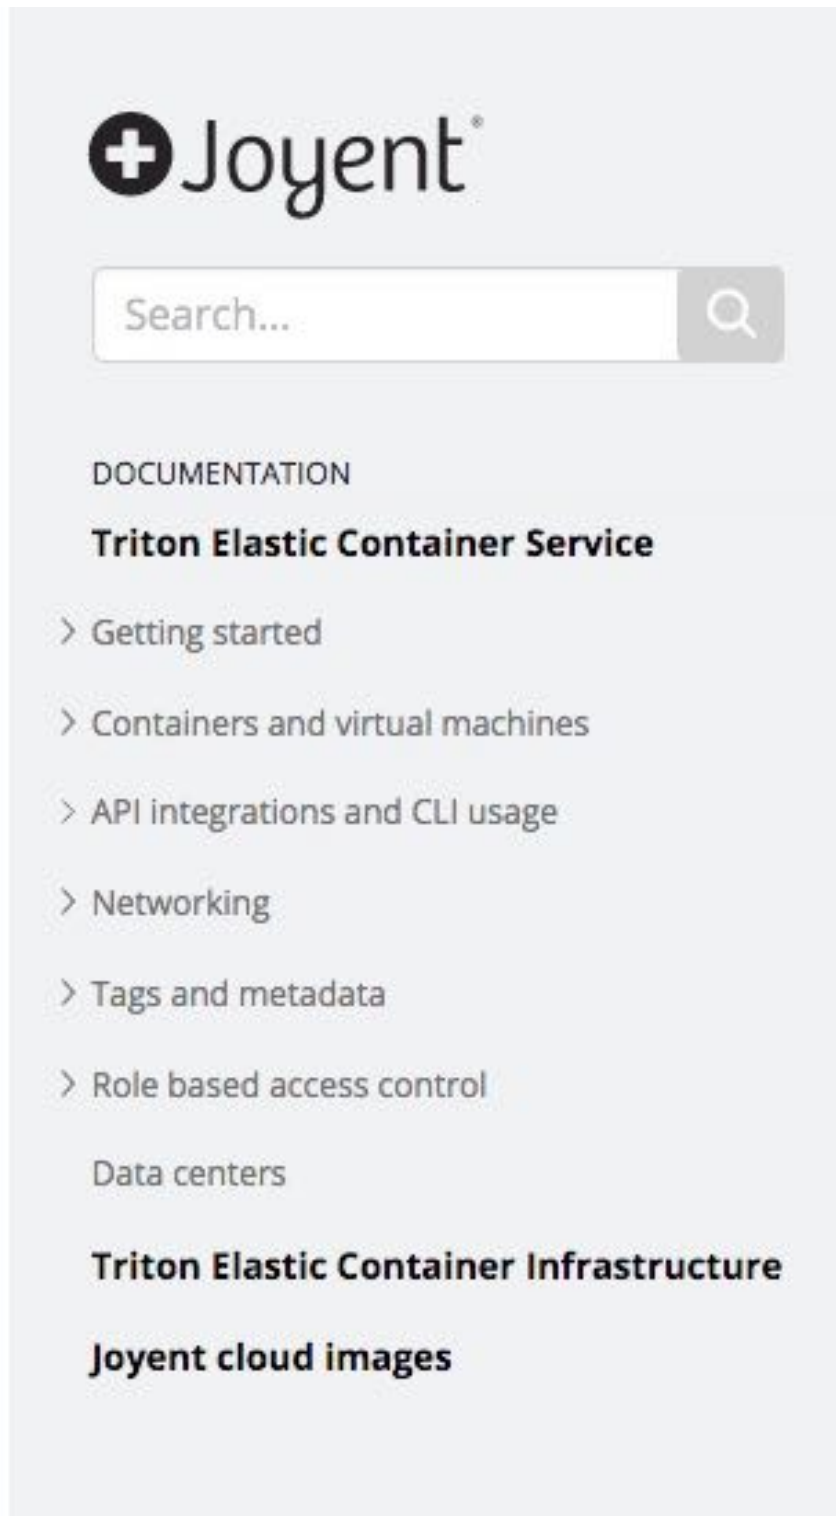 Joyent®
Search...
DOCUMENTATION
Triton Elastic Container Service
Getting started
Containers and virtual machines
API integrations and CLI usage
Networking
Tags and metadata
Role based access control
Data centers
Triton Elastic Container Infrastructure
Joyent cloud images